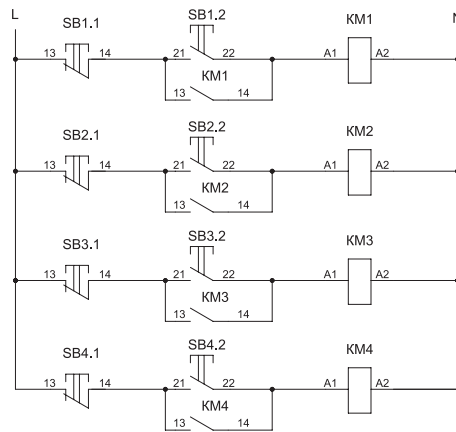 L SB1.1 SB1.2 KM1 N
13 14 21 22 A1 A2
KM1
13 14
SB2.1 SB2.2 KM2
13 14 21 22 A1 A2
KM2
13 14
SB3.1 SB3.2 KM3
13 14 21 22 A1 A2
KM3
13 14
SB4.1 SB4.2 KM4
13 14 21 22 A1 A2
KM4
13 14